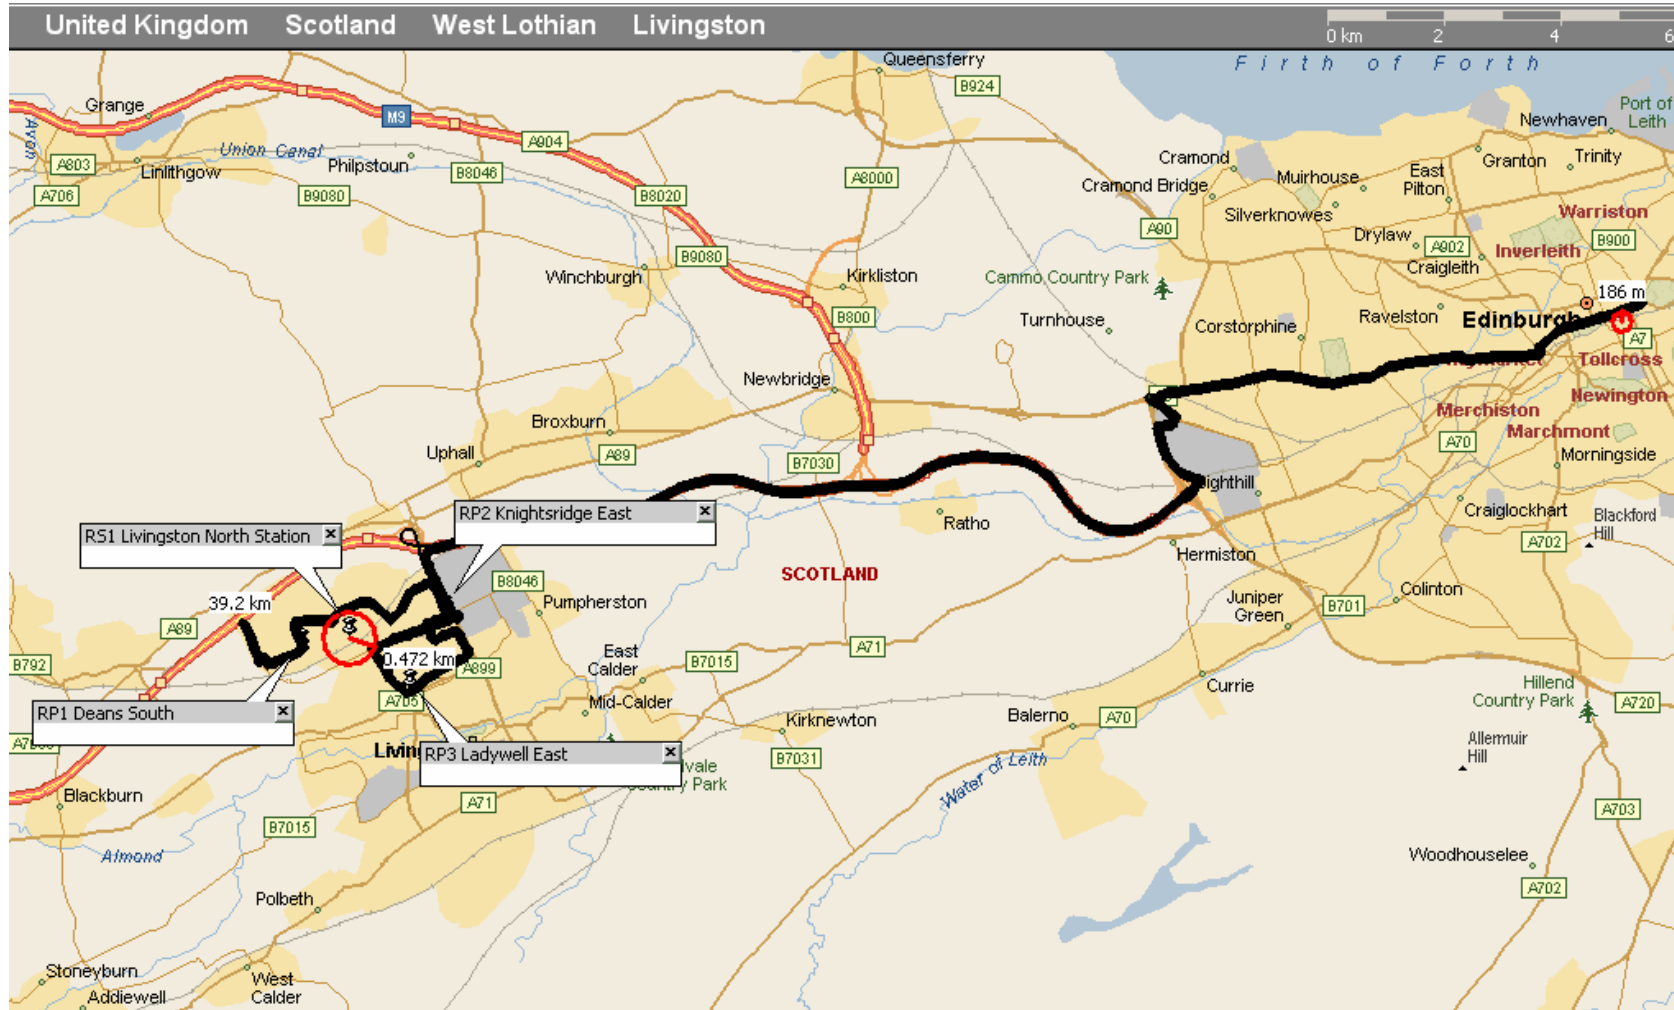 United Kingdom Scotland West Lothian Livingston
0 km 2 4 6
Firth of Forth
Queensferry
B924
Port of
Leith
Grange
M9
Newhaven
Avon
A904
Union Canal
Cramond
Granton
Trinity
A803
Linlithgow
Philpstoun
B8046
A8000
Muirhouse
East
Pitton
Cramond Bridge
A706
B9080
B8020
Silverknowes
Warriston
A90
Drylaw
A902
B900
B9080
Inverleith
Craigleith
Winchburgh
Kirkliston
Cammo Country Park
186 m
B800
Turnhouse
Corstorphine
Ravelston
Edinburgh
A7
Tollcross
Newbridge
Newington
Merchiston
Broxburn
Marchmont
A70
Uphall
A89
B7030
Morningside
Sighthill
RP2 Knightsridge East
Craiglockhart
Ratho
Blackford
Hill
RS1 Livingston North Station
A702
Hermiston
SCOTLAND
B8046
Colinton
39.2 km
Pumpherston
Juniper
Green
B701
A89
A71
0.472 km
East
Calder
B7015
B792
A899
Currie
Hillend
Country Park
A705
Mid-Calder
A720
RP1 Deans South
Kirknewton
Balerno
A70
Allermuir
Hill
RP3 Ladywell East
B7031
Water of Leith
Country Park
Blackburn
A71
A703
B7015
Almond
Woodhouselee
A702
Polbeth
Stoneyburn
West
Calder
Addiewell